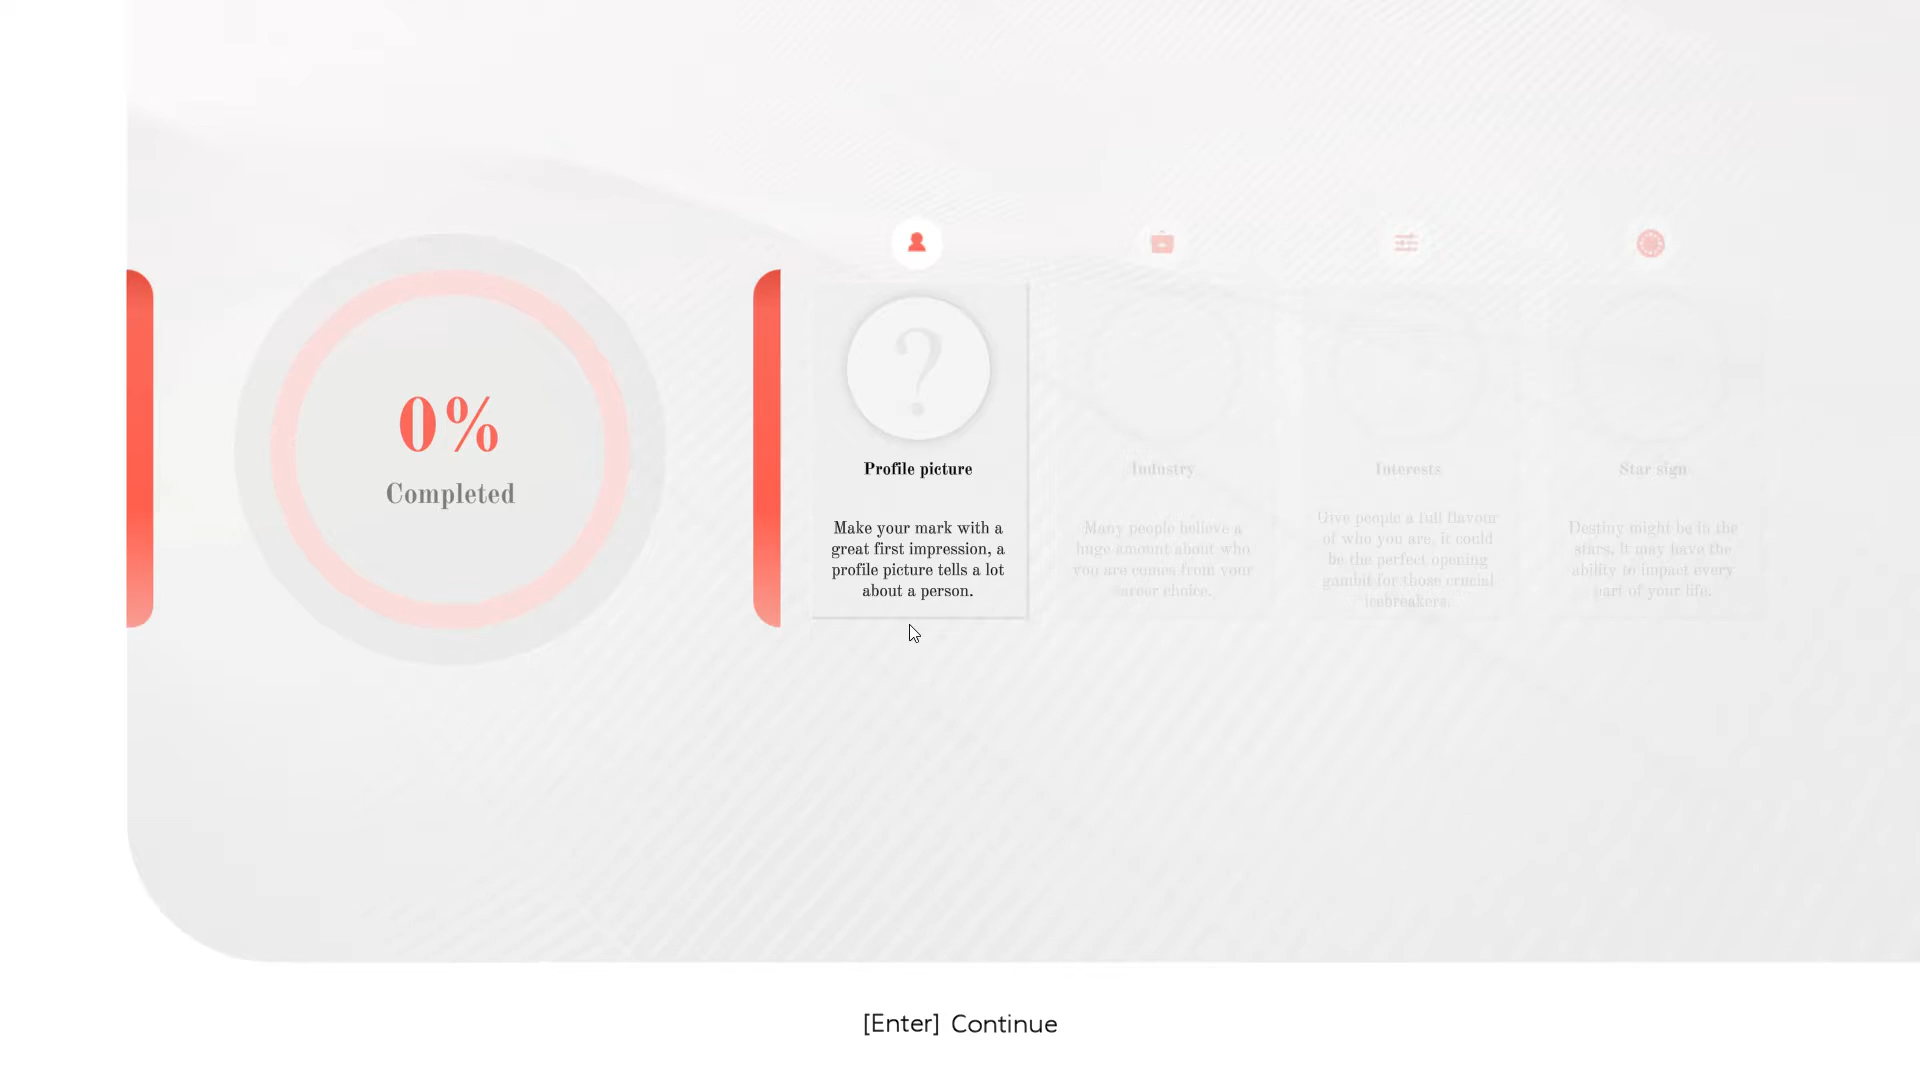 0%
Completed
?
Profile picture
Make your mark with a
great first impression, a
profile picture tells a lot
about a person.
Industry
Many people believe a
huge amount about who
you are comes from your
career choice.
Interests
Give people a full flavour
of who you are, it could
be the perfect opening
gambit for those crucial
icebreakers.
Star sign
Destiny might be in the
stars, it may have the
ability to impact every
part of your life.
[Enter] Continue